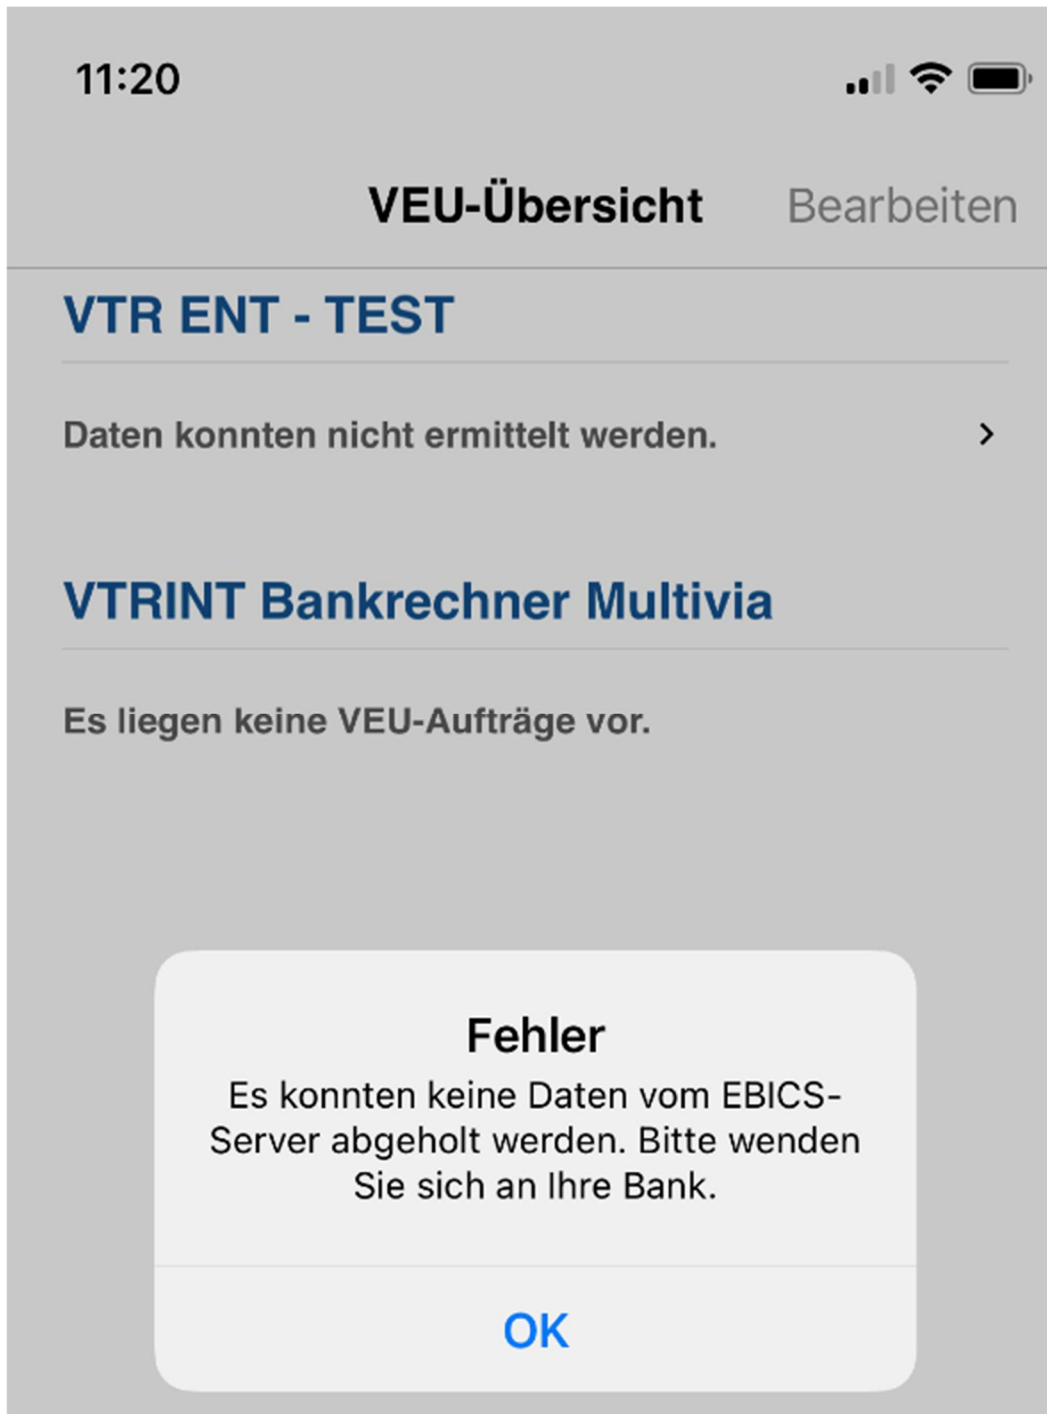 11:20
VEU-Übersicht Bearbeiten
VTR ENT - TEST
Daten konnten nicht ermittelt werden.
VTRINT Bankrechner Multivia
Es liegen keine VEU-Aufträge vor.
Fehler
Es konnten keine Daten vom EBICS-
Server abgeholt werden. Bitte wenden
Sie sich an Ihre Bank.
OK